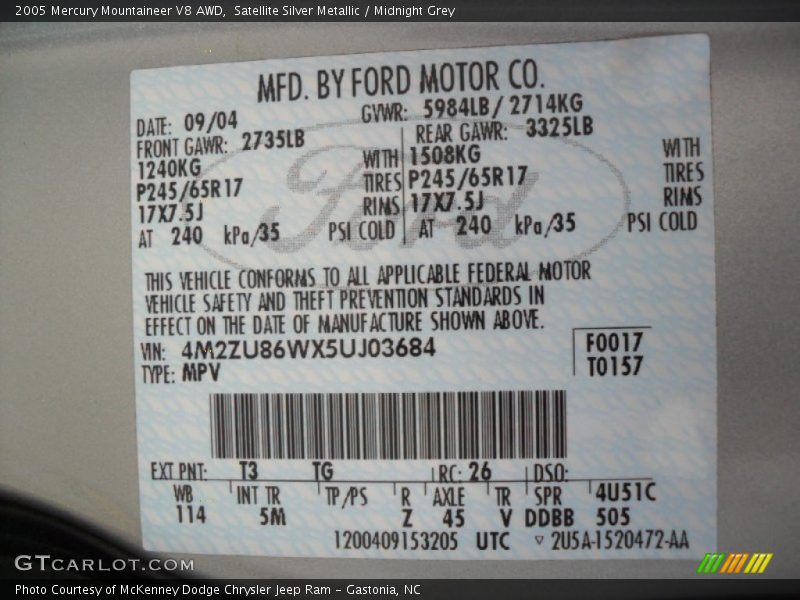 2005 Mercury Mountaineer V8 AWD, Satellite Silver Metallic / Midnight Grey
MFD. BY FORD MOTOR CO.
DATE: 09/04 GVWR: 5984LB/ 2714KG
FRONT GAWR: 2735LB REAR GAWR: 3325LB
1240KG WITH 1508KG WITH
P245/65R17 TIRES P245/65R17 TIRES
17X7.5J RIMS 17X7.5J RIMS
AT 240 kPa/35 PSI COLD AT 240 kPa/35 PSI COLD
Ford
THIS VEHICLE CONFORMS TO ALL APPLICABLE FEDERAL MOTOR
VEHICLE SAFETY AND THEFT PREVENTION STANDARDS IN
EFFECT ON THE DATE OF MANUFACTURE SHOWN ABOVE.
VIN: 4M2ZU86WX5UJ03684 F0017
TYPE: MPV T0157
EXT PNT: T3 TG RC: 26 DSO:
WB INT TR TP/PS R AXLE TR SPR 4U51C
114 5M Z 45 V DDBB 505
1200409153205 UTC ▽ 2U5A-1520472-AA
GTCARLOT.COM
Photo Courtesy of McKenney Dodge Chrysler Jeep Ram - Gastonia, NC